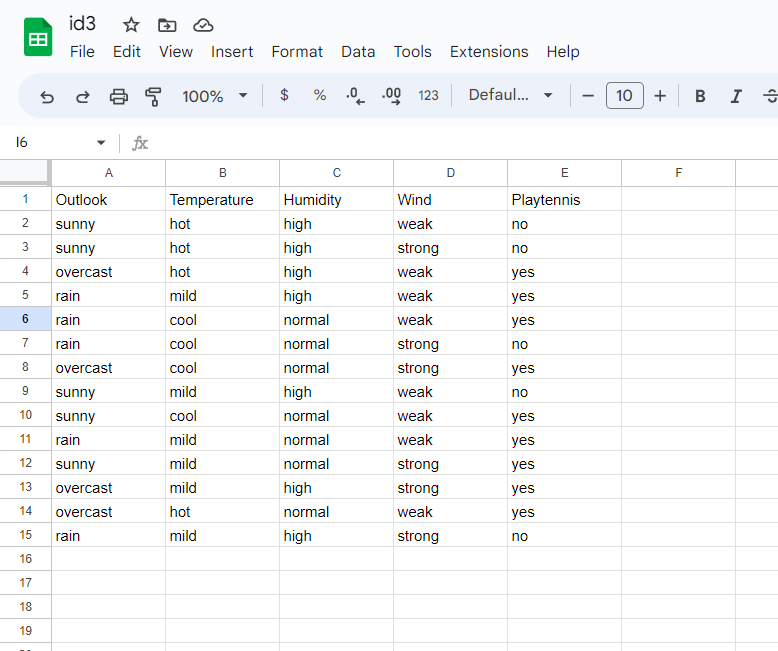 id3
File Edit View Insert Format Data Tools Extensions Help
100% $ % .0 .00 123 Defaul... 10 B I S
I6 fx
A B C D E F
1 Outlook Temperature Humidity Wind Playtennis
2 sunny hot high weak no
3 sunny hot high strong no
4 overcast hot high weak yes
5 rain mild high weak yes
6 rain cool normal weak yes
7 rain cool normal strong no
8 overcast cool normal strong yes
9 sunny mild high weak no
10 sunny cool normal weak yes
11 rain mild normal weak yes
12 sunny mild normal strong yes
13 overcast mild high strong yes
14 overcast hot normal weak yes
15 rain mild high strong no
16
17
18
19